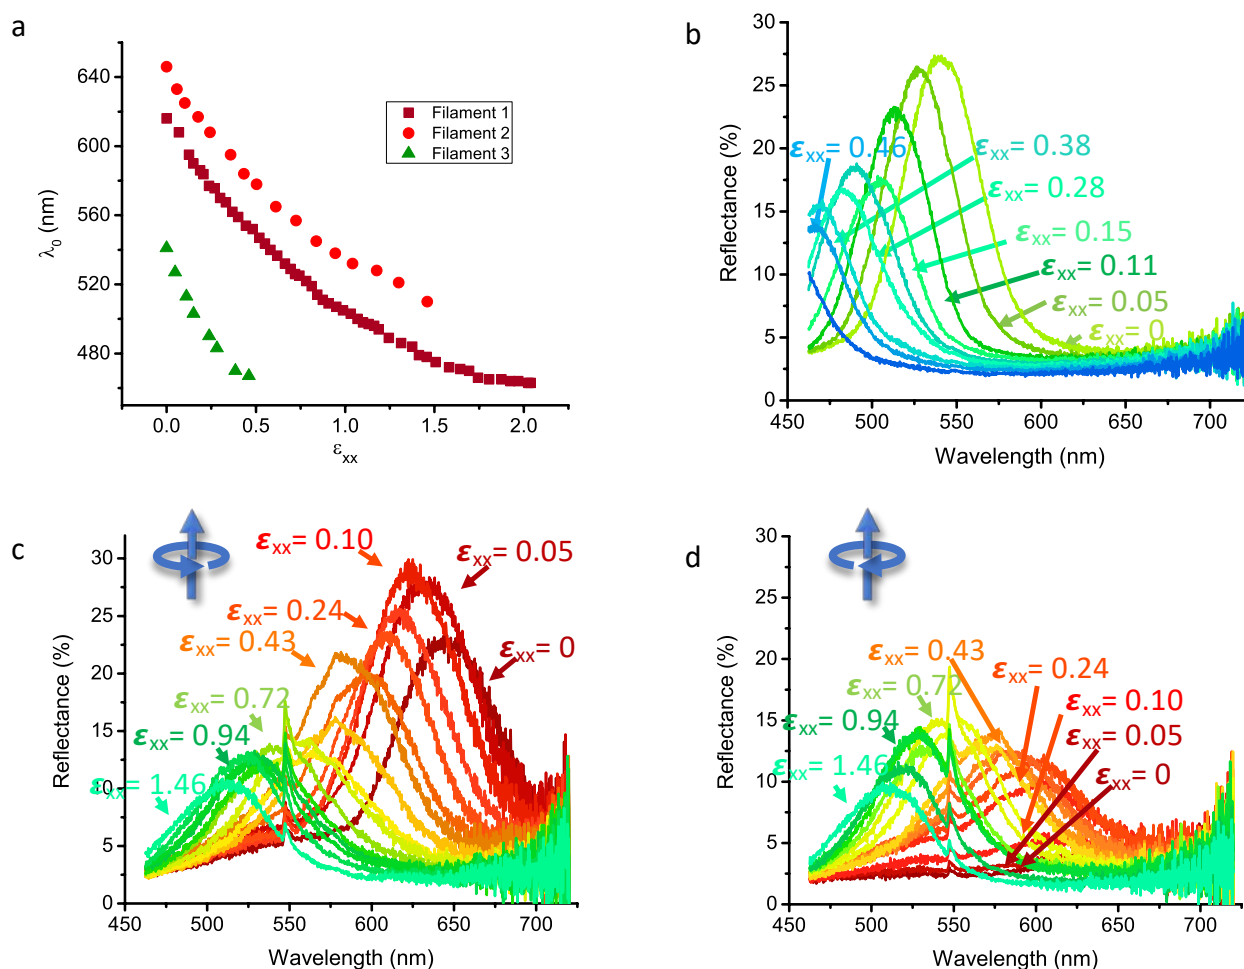 a
640
600
560
520
480
λ₀ (nm)
0.0
0.5
1.0
1.5
2.0
εxx
Filament 1
Filament 2
Filament 3
b
30
25
20
15
10
5
0
Reflectance (%)
450
500
550
600
650
700
Wavelength (nm)
εxx= 0.46
εxx= 0.38
εxx= 0.28
εxx= 0.15
εxx= 0.11
εxx= 0.05
εxx= 0
c
30
25
20
15
10
5
0
Reflectance (%)
450
500
550
600
650
700
Wavelength (nm)
εxx= 0.10
εxx= 0.05
εxx= 0.24
εxx= 0.43
εxx= 0
εxx= 0.72
εxx= 0.94
εxx= 1.46
d
30
25
20
15
10
5
0
Reflectance (%)
450
500
550
600
650
700
Wavelength (nm)
εxx= 0.43
εxx= 0.24
εxx= 0.72
εxx= 0.10
εxx= 0.94
εxx= 0.05
εxx= 1.46
εxx= 0